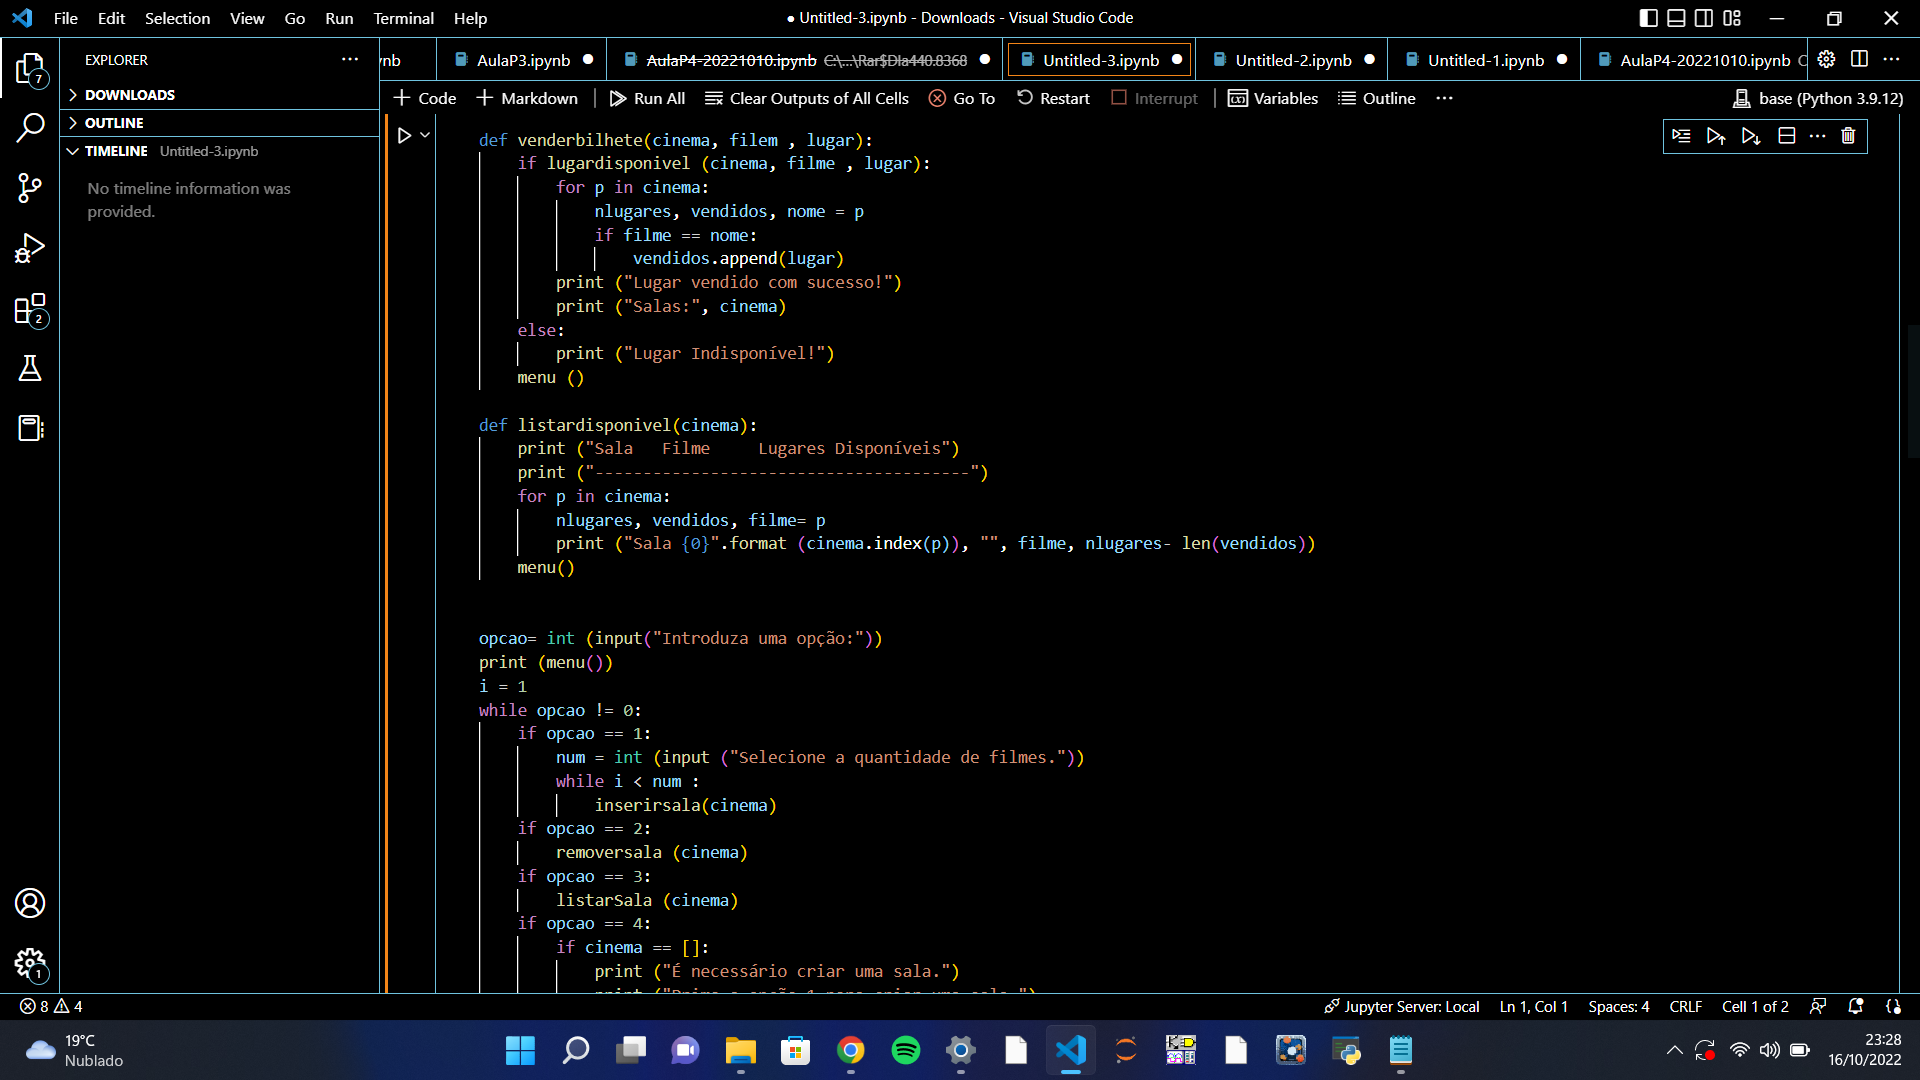 File Edit Selection View Go Run Terminal Help
● Untitled-3.ipynb - Downloads - Visual Studio Code
EXPLORER
nb
AulaP3.ipynb
AulaP4-20221010.ipynb C:\...\Rar$DIa440.8368
Untitled-3.ipynb
Untitled-2.ipynb
Untitled-1.ipynb
AulaP4-20221010.ipynb C
7
DOWNLOADS
OUTLINE
TIMELINE Untitled-3.ipynb
No timeline information was
provided.
2
1
+ Code + Markdown | Run All Clear Outputs of All Cells Go To Restart Interrupt | Variables Outline ...
base (Python 3.9.12)
def venderbilhete(cinema, filem , lugar):
if lugardisponivel (cinema, filme , lugar):
for p in cinema:
nlugares, vendidos, nome = p
if filme == nome:
vendidos.append(lugar)
print ("Lugar vendido com sucesso!")
print ("Salas:", cinema)
else:
print ("Lugar Indisponível!")
menu ()
def listardisponivel(cinema):
print ("Sala   Filme     Lugares Disponíveis")
print ("---------------------------------------")
for p in cinema:
nlugares, vendidos, filme= p
print ("Sala {0}".format (cinema.index(p)), "", filme, nlugares- len(vendidos))
menu()
opcao= int (input("Introduza uma opção:"))
print (menu())
i = 1
while opcao != 0:
if opcao == 1:
num = int (input ("Selecione a quantidade de filmes."))
while i < num :
inserirsala(cinema)
if opcao == 2:
removersala (cinema)
if opcao == 3:
listarSala (cinema)
if opcao == 4:
if cinema == []:
print ("É necessário criar uma sala.")
8 4
Jupyter Server: Local Ln 1, Col 1 Spaces: 4 CRLF Cell 1 of 2
19°C
Nublado
23:28
16/10/2022